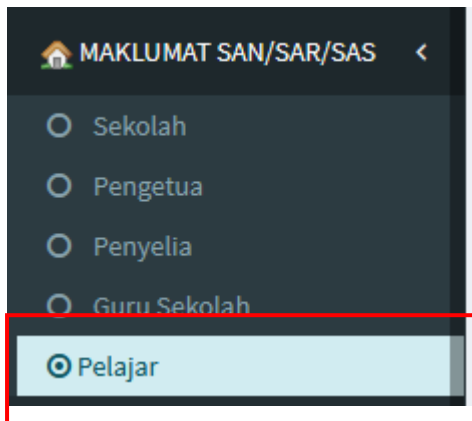 MAKLUMAT SAN/SAR/SAS
Sekolah
Pengetua
Penyelia
Guru Sekolah
Pelajar